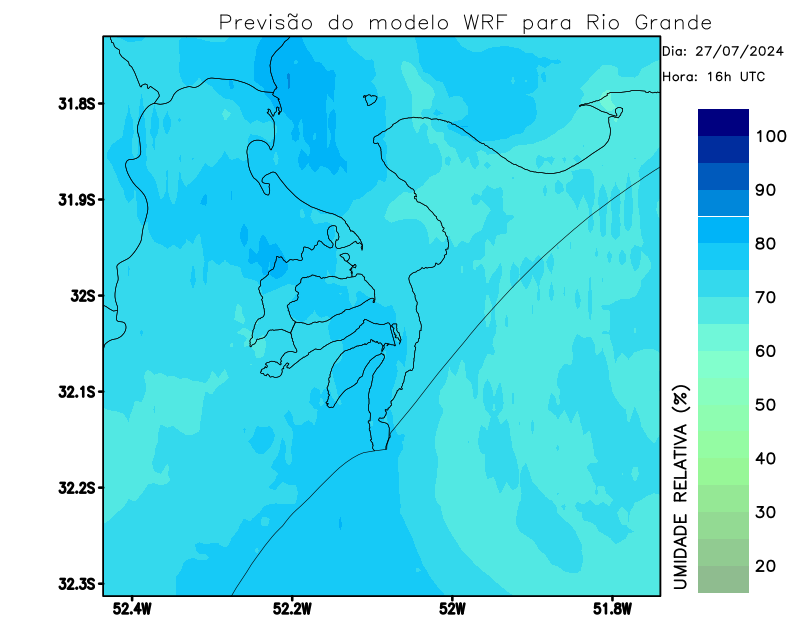 Previsão do modelo WRF para Rio Grande
Dia: 27/07/2024
Hora: 16h UTC
31.8S
31.9S
32S
32.1S
32.2S
32.3S
52.4W
52.2W
52W
51.8W
UMIDADE RELATIVA (%)
100
90
80
70
60
50
40
30
20